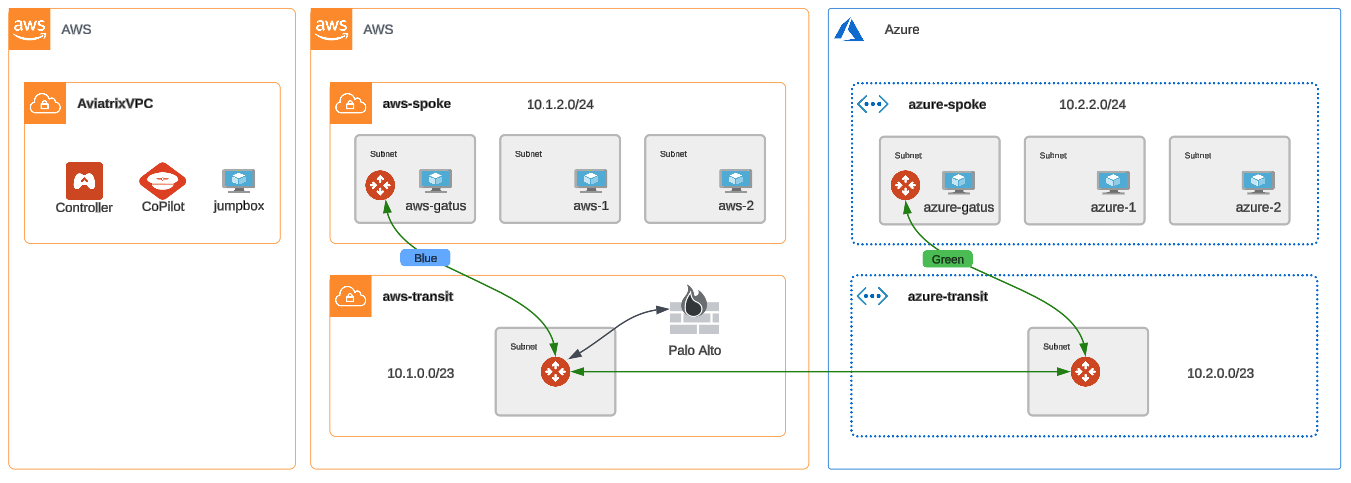 aws
AWS
AviatrixVPC
Controller
CoPilot
jumpbox
aws
AWS
aws-spoke
10.1.2.0/24
Subnet
aws-gatus
Subnet
aws-1
Subnet
aws-2
Blue
aws-transit
Subnet
Palo Alto
10.1.0.0/23
Azure
azure-spoke
10.2.2.0/24
Subnet
azure-gatus
Subnet
azure-1
Subnet
azure-2
Green
azure-transit
Subnet
10.2.0.0/23